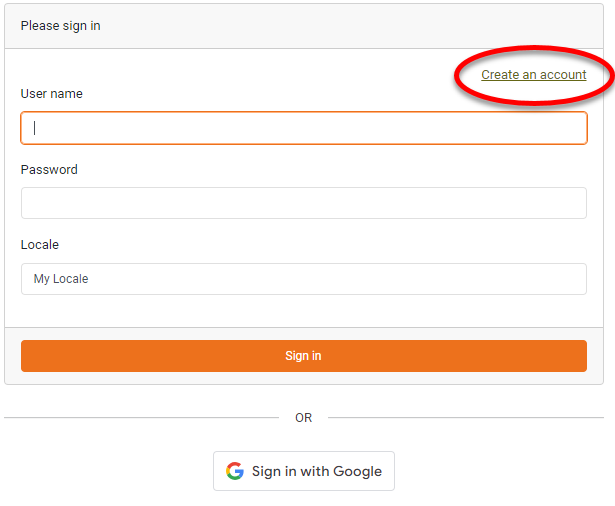 Please sign in
Create an account
User name
Password
Locale
My Locale
Sign in
OR
Sign in with Google